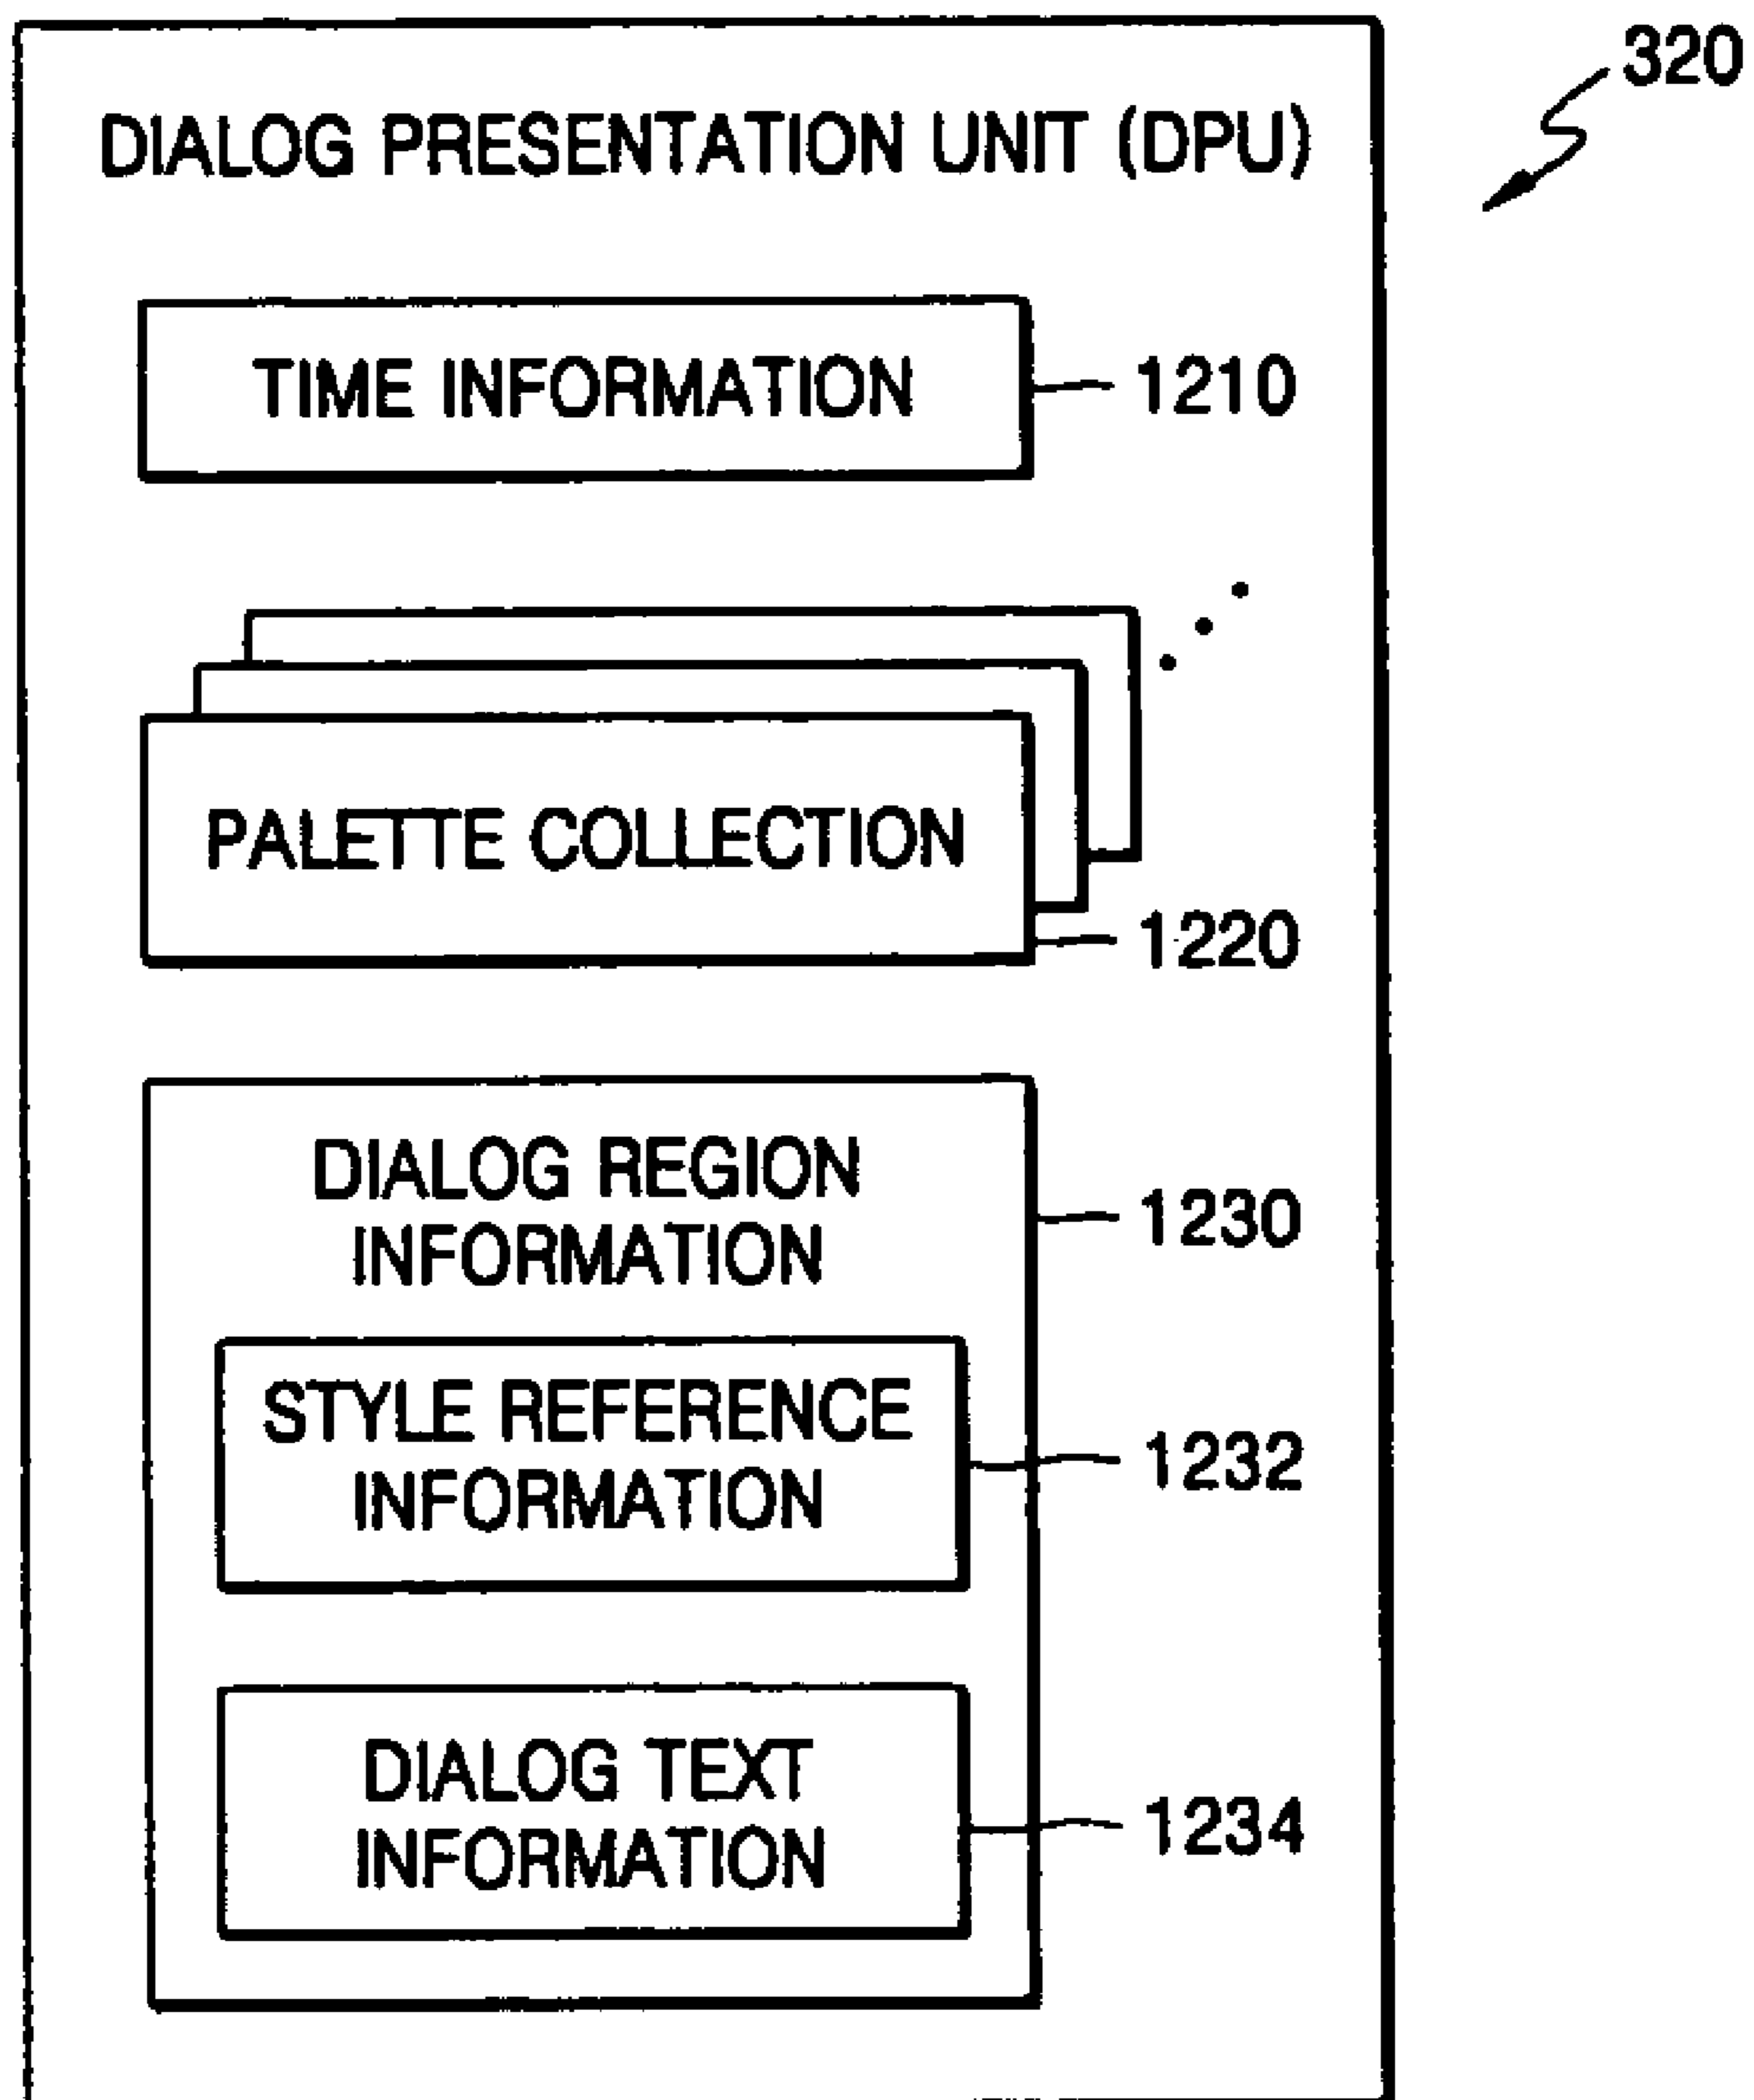 320
DIALOG PRESENTATION UNIT (DPU)
TIME INFORMATION
1210
PALETTE COLLECTION
1220
DIALOG REGION
INFORMATION
1230
STYLE REFERENCE
INFORMATION
1232
DIALOG TEXT
INFORMATION
1234